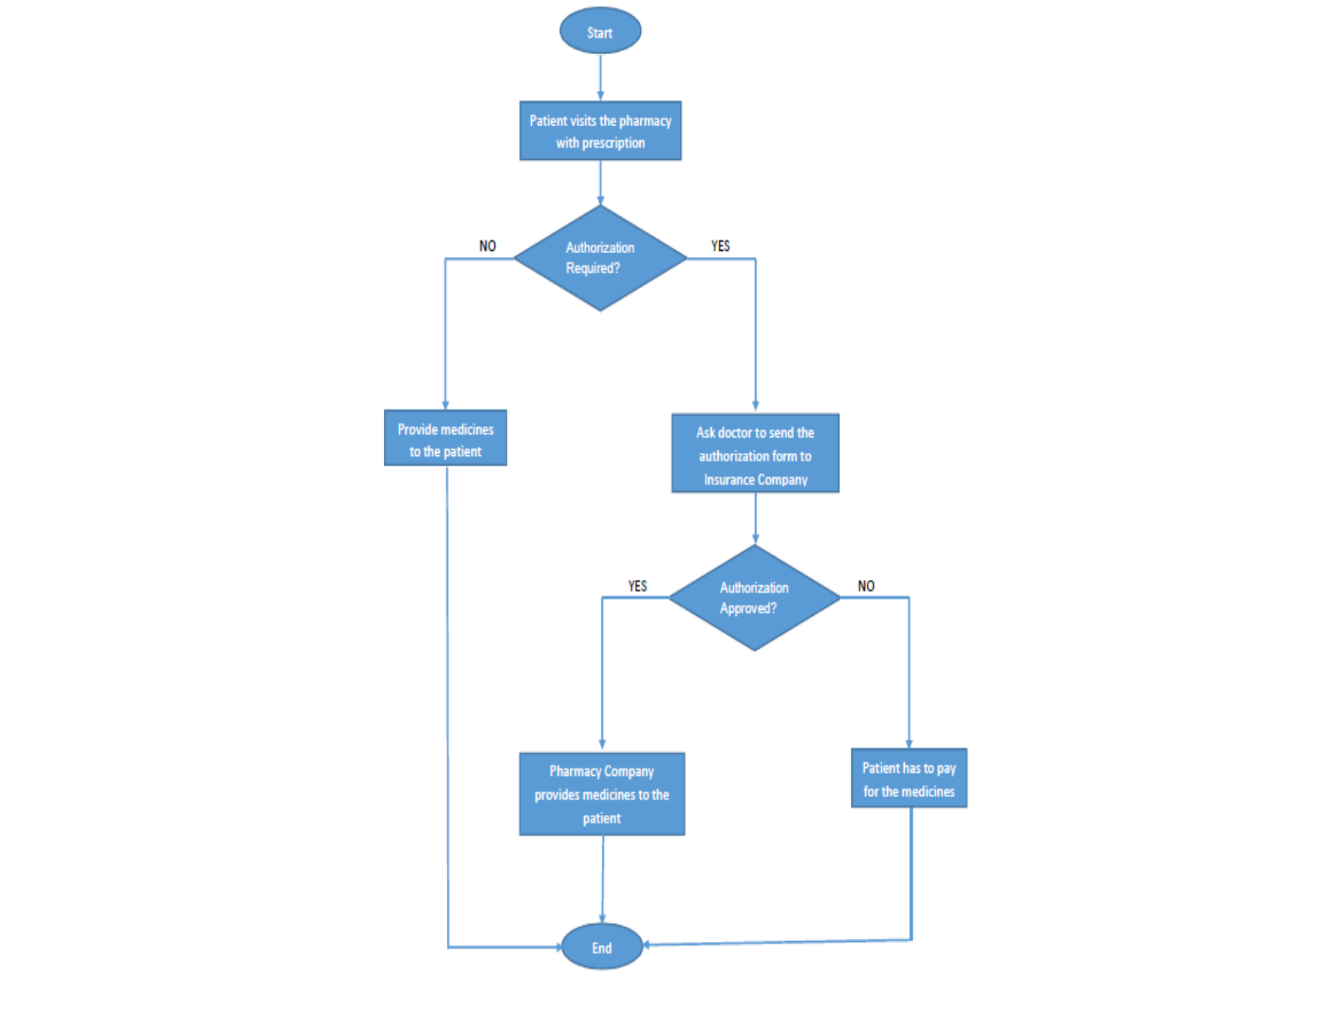 Start
Patient visits the pharmacy
with prescription
NO
YES
Authorization
Required?
Provide medicines
to the patient
Ask doctor to send the
authorization form to
Insurance Company
YES
NO
Authorization
Approved?
Pharmacy Company
provides medicines to the
patient
Patient has to pay
for the medicines
End